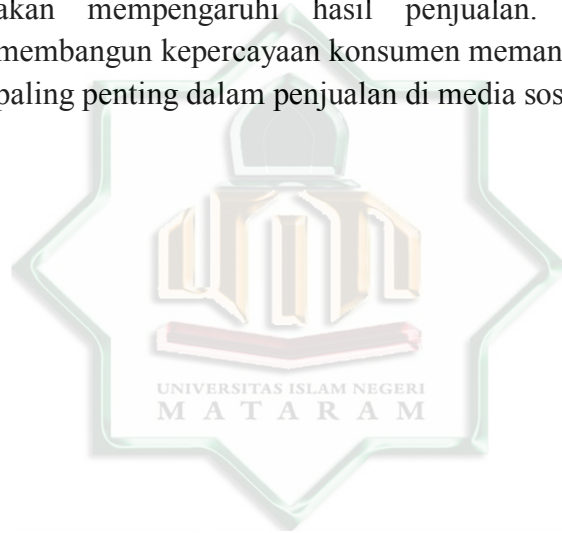 akan mempengaruhi hasil penjualan.
membangun kepercayaan konsumen meman
paling penting dalam penjualan di media sos
UNIVERSITAS ISLAM NEGERI
MATARAM